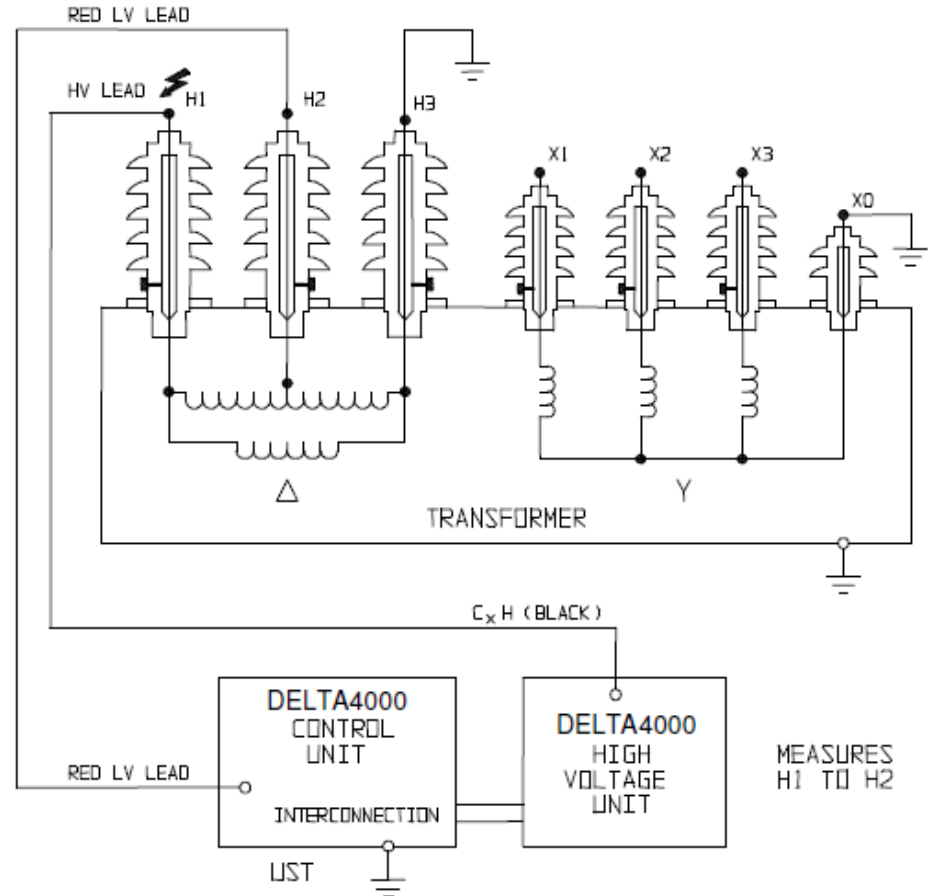 RED LV LEAD
HV LEAD
H1
H2
H3
X1
X2
X3
X0
Δ
Y
TRANSFORMER
CxH (BLACK)
DELTA4000
CONTROL
UNIT
INTERCONNECTION
DELTA4000
HIGH
VOLTAGE
UNIT
MEASURES
H1 TO H2
RED LV LEAD
UST